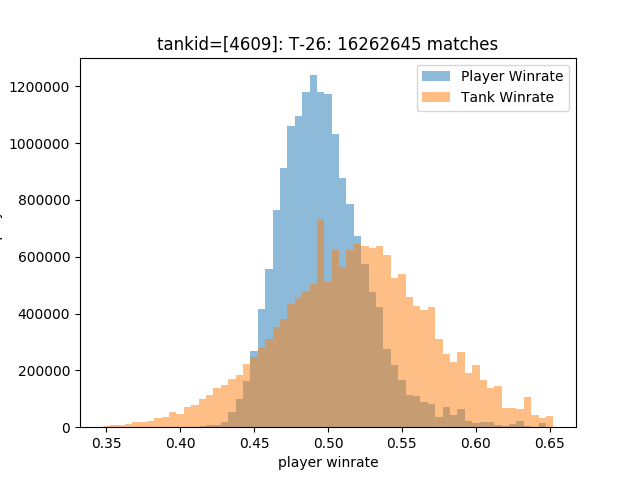 tankid=[4609]: T-26: 16262645 matches
Player Winrate
Tank Winrate
1200000
1000000
800000
600000
400000
200000
0
0.35 0.40 0.45 0.50 0.55 0.60 0.65
player winrate